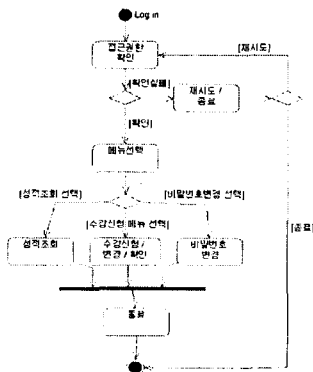 Log in
접근권한
확인
[재시도]
[확인실패]
재시도 /
종료
[확인]
메뉴선택
[성적조회 선택]
[비밀번호변경 선택]
[수강신청 메뉴 선택]
[종료]
성적조회
수강신청 /
변경 / 확인
비밀번호
변경
종료